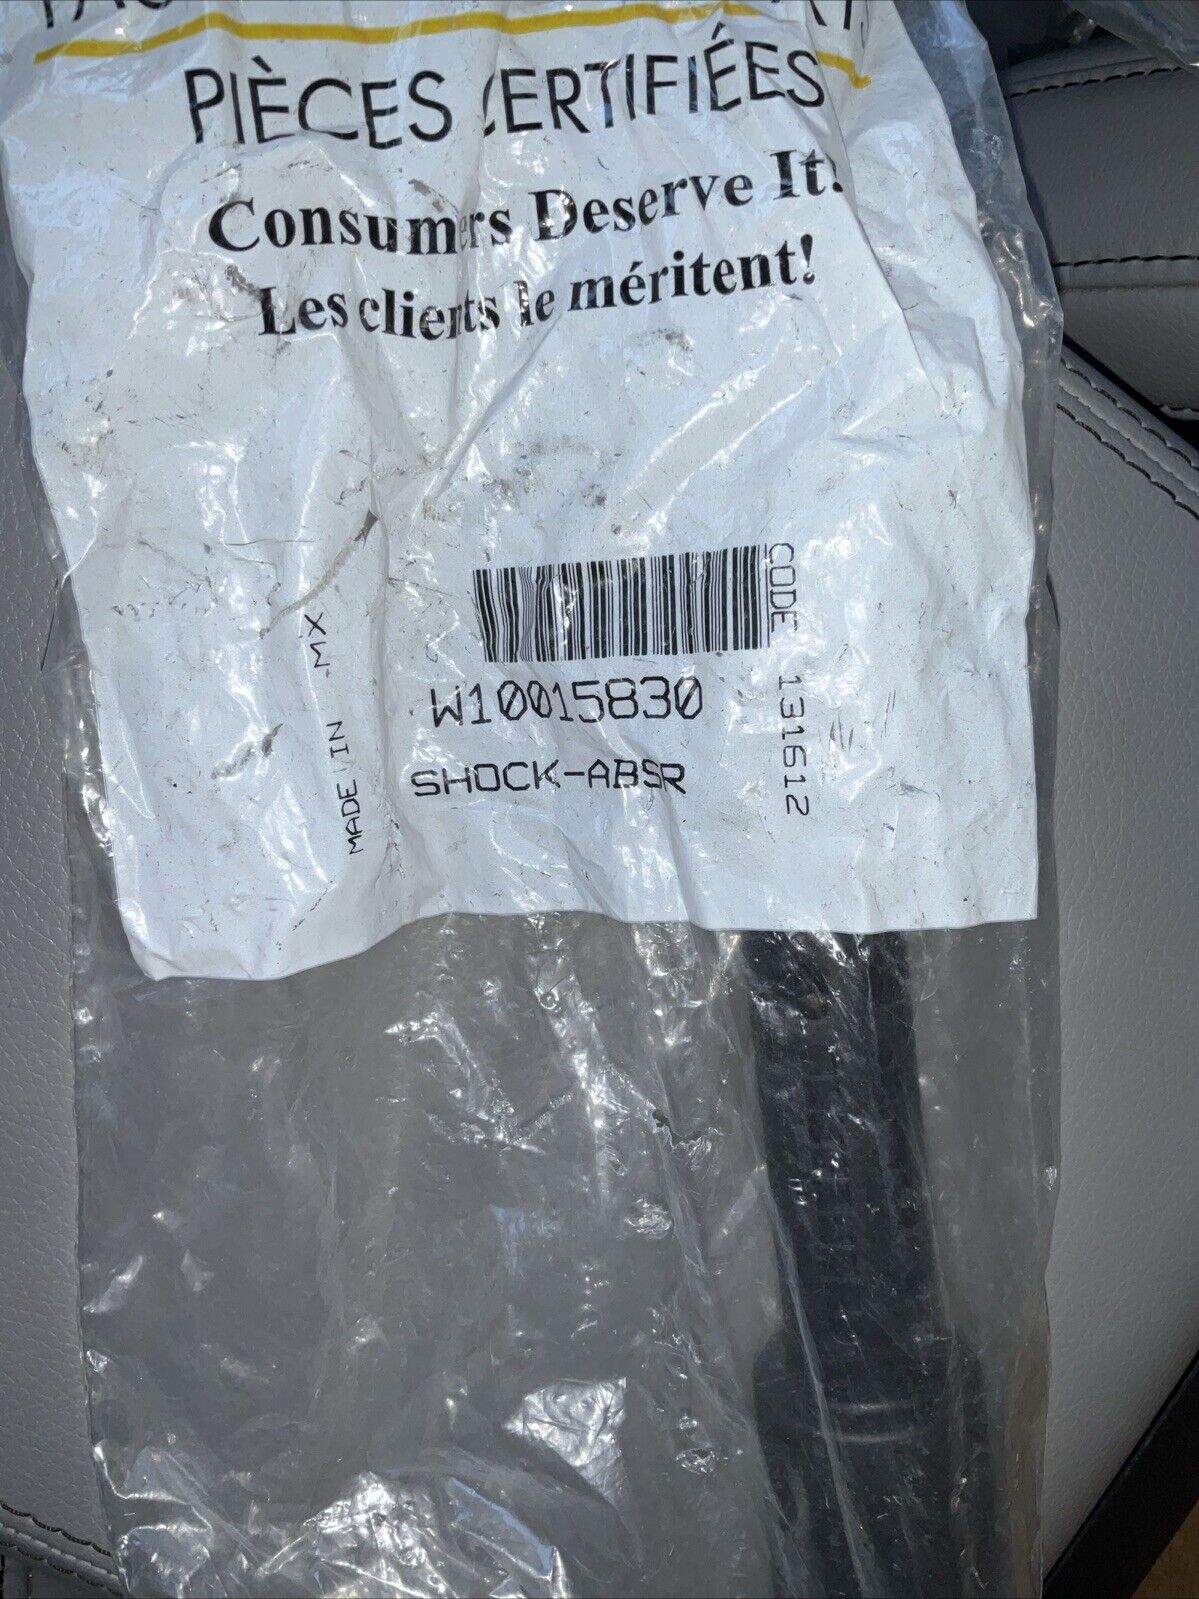 PIÈCES CERTIFIÉES
Consumers Deserve It!
Les clients le méritent!
CODE 131612
W10015830
SHOCK-ABSR
MADE IN MX